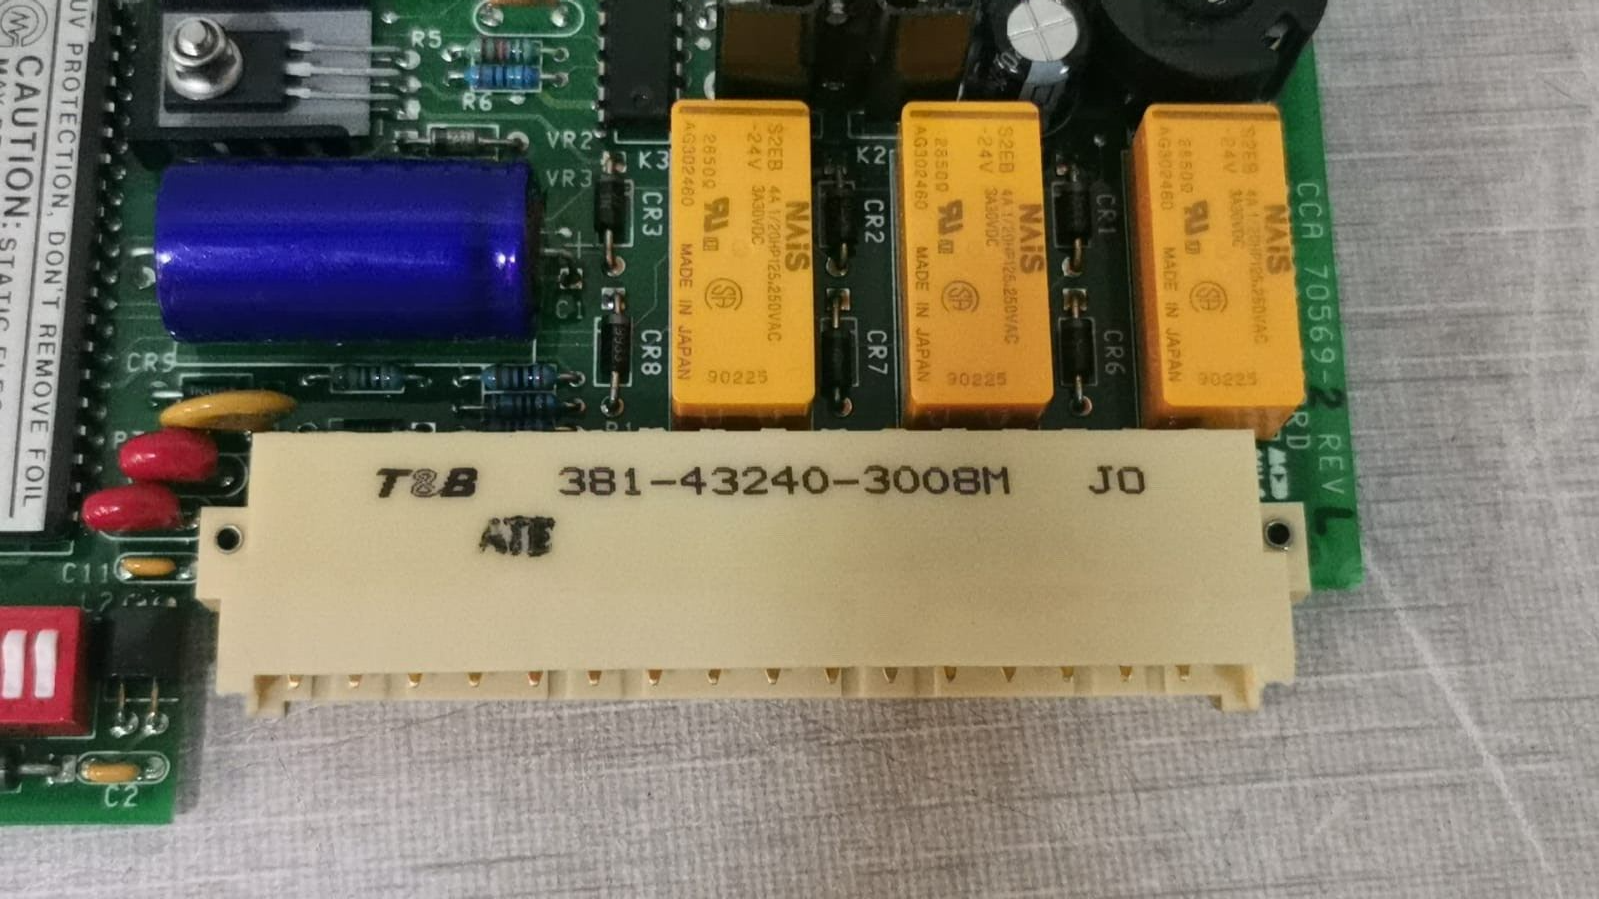 UV PROTECTION, DON'T REMOVE FOIL
CAUTION: STATIC
R5
R6
VR2
VR3
K3
K2
CR3
CR2
CR1
CR8
CR7
CR6
C1
CR9
C11
C2
S2EB 4A 1/20HP125.250VAC
-24V 3A30VDC
2850Ω
AG302460
NAiS
MADE IN JAPAN
90225
S2EB 4A 1/20HP125.250VAC
-24V 3A30VDC
2850Ω
AG302460
NAiS
MADE IN JAPAN
90225
S2EB 4A 1/20HP125.250VAC
-24V 3A30VDC
2850Ω
AG302460
NAiS
MADE IN JAPAN
90225
CCA 70569-2 REV L
T&B 381-43240-3008M JO
ATE